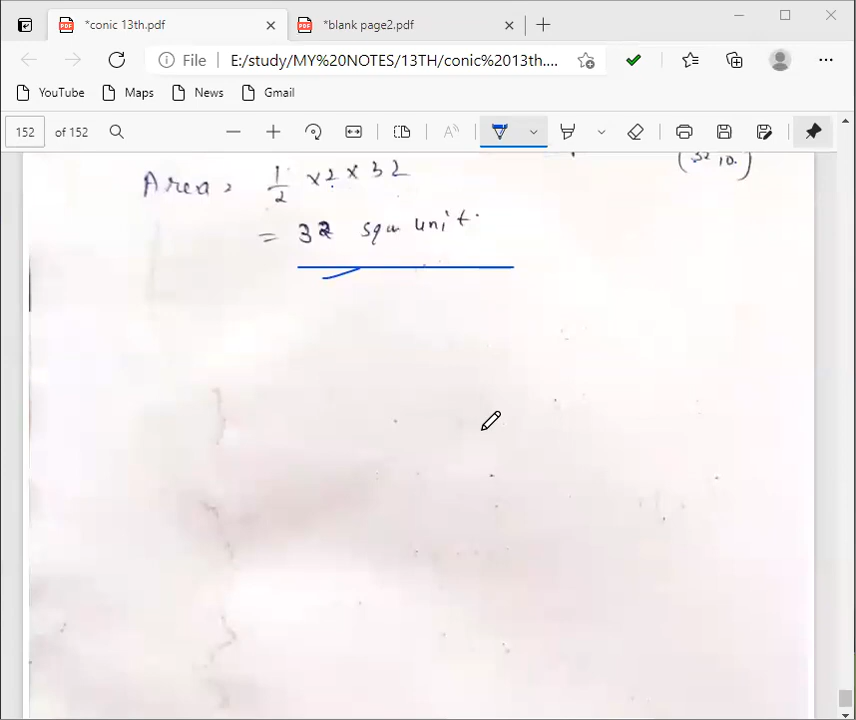 *conic 13th.pdf
*blank page2.pdf
File
E:/study/MY%20NOTES/13TH/conic%2013th....
YouTube
Maps
News
Gmail
152 of 152
Area = 1/2 × 2 × 32
= 32 squ unit.